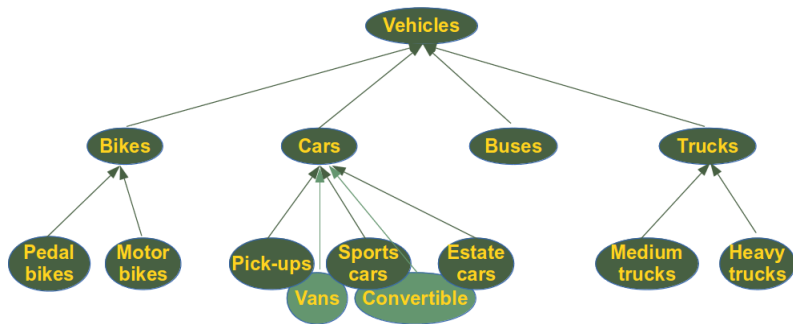 Vehicles
Bikes
Cars
Buses
Trucks
Pedal
bikes
Motor
bikes
Pick-ups
Sports
cars
Estate
cars
Medium
trucks
Heavy
trucks
Vans
Convertible